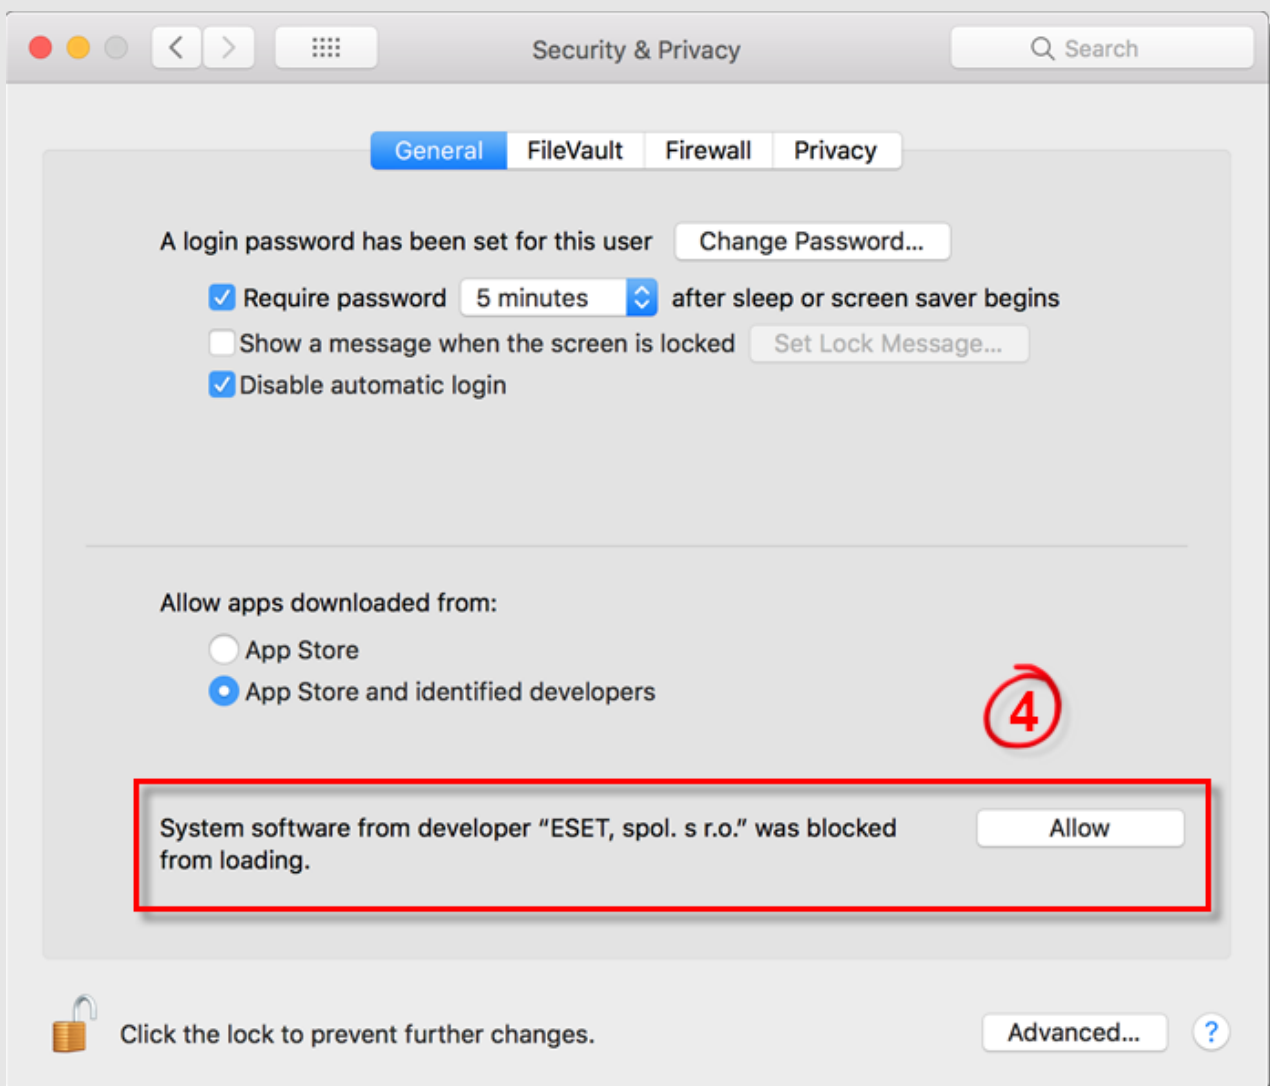 Security & Privacy
Search
General FileVault Firewall Privacy
A login password has been set for this user Change Password...
Require password 5 minutes after sleep or screen saver begins
Show a message when the screen is locked Set Lock Message...
Disable automatic login
Allow apps downloaded from:
App Store
App Store and identified developers
4
System software from developer “ESET, spol. s r.o.” was blocked Allow
from loading.
Click the lock to prevent further changes. Advanced... ?